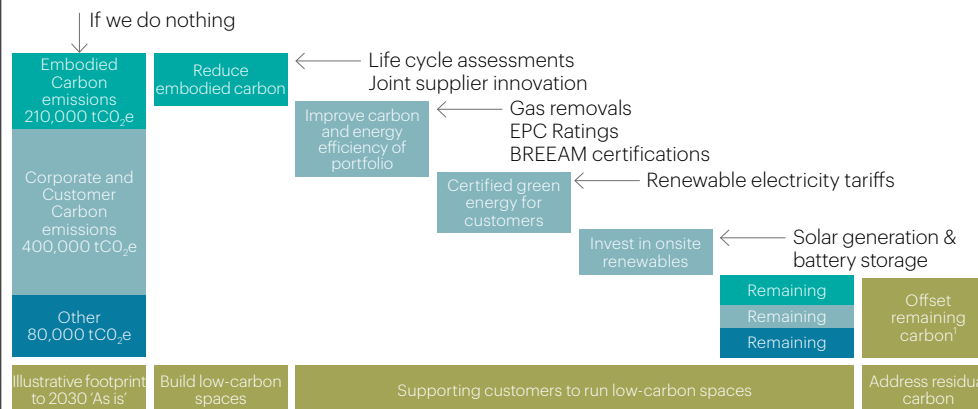 If we do nothing
Embodied
Carbon
emissions
210,000 tC0₂e
Corporate and
Customer
Carbon
emissions
400,000 tC0₂e
Other
80,000 tC0₂e
Illustrative footprint
to 2030 ‘As is’
Reduce
embodied carbon
Life cycle assessments
Joint supplier innovation
Build low-carbon
spaces
Improve carbon
and energy
efficiency of
portfolio
Gas removals
EPC Ratings
BREEAM certifications
Certified green
energy for
customers
Renewable electricity tariffs
Invest in onsite
renewables
Solar generation &
battery storage
Remaining
Remaining
Remaining
Supporting customers to run low-carbon spaces
Offset
remaining
carbon¹
Address residua
carbon